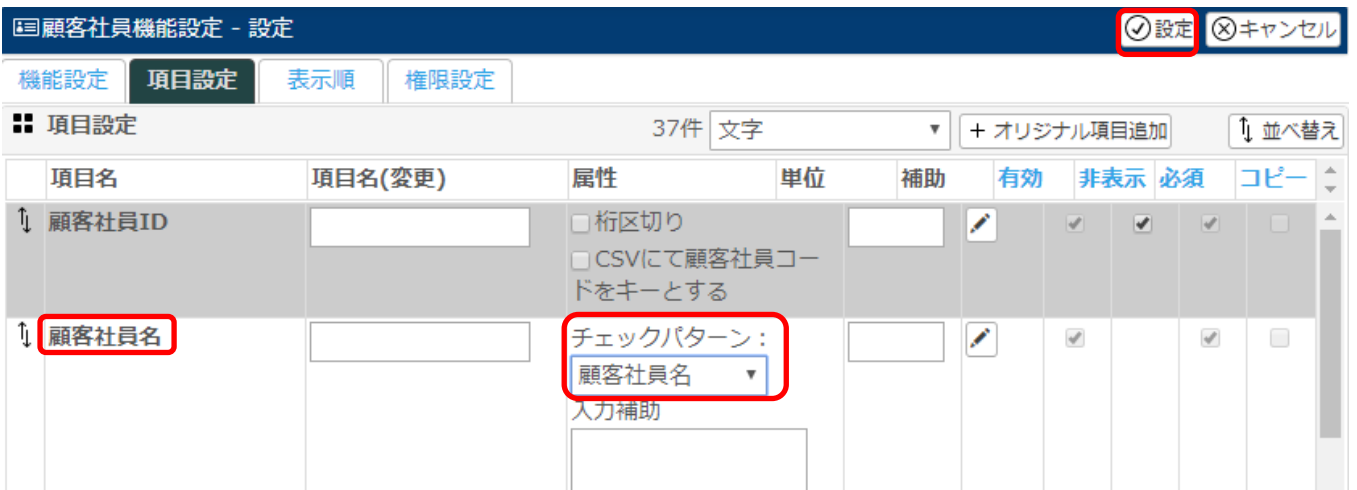 顧客社員機能設定 - 設定 設定 キャンセル
機能設定 項目設定 表示順 権限設定
項目設定 37件 文字 + オリジナル項目追加 並べ替え
項目名 項目名(変更) 属性 単位 補助 有効 非表示 必須 コピー
顧客社員ID 桁区切り
CSVにて顧客社員コー
ドをキーとする
顧客社員名 チェックパターン：
顧客社員名
入力補助